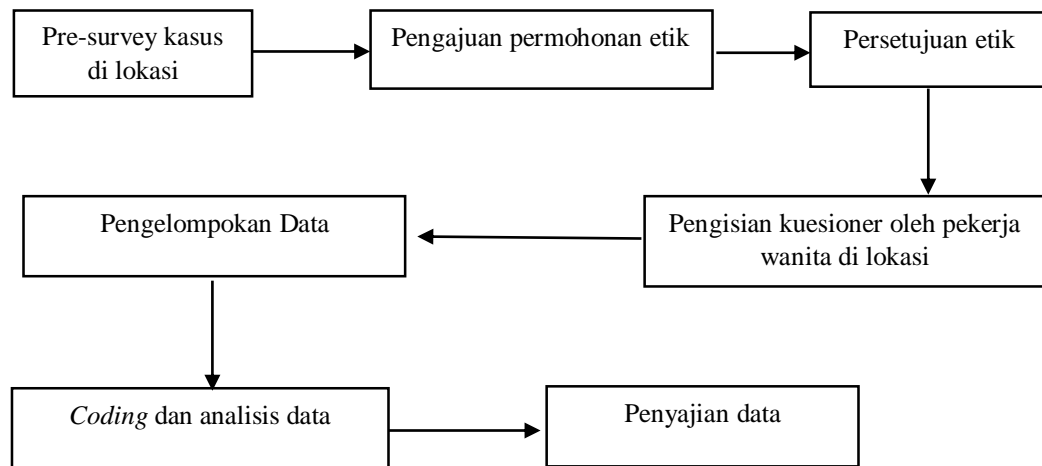 Pre-survey kasus
di lokasi
Pengajuan permohonan etik
Persetujuan etik
Pengisian kuesioner oleh pekerja
wanita di lokasi
Pengelompokan Data
Coding dan analisis data
Penyajian data